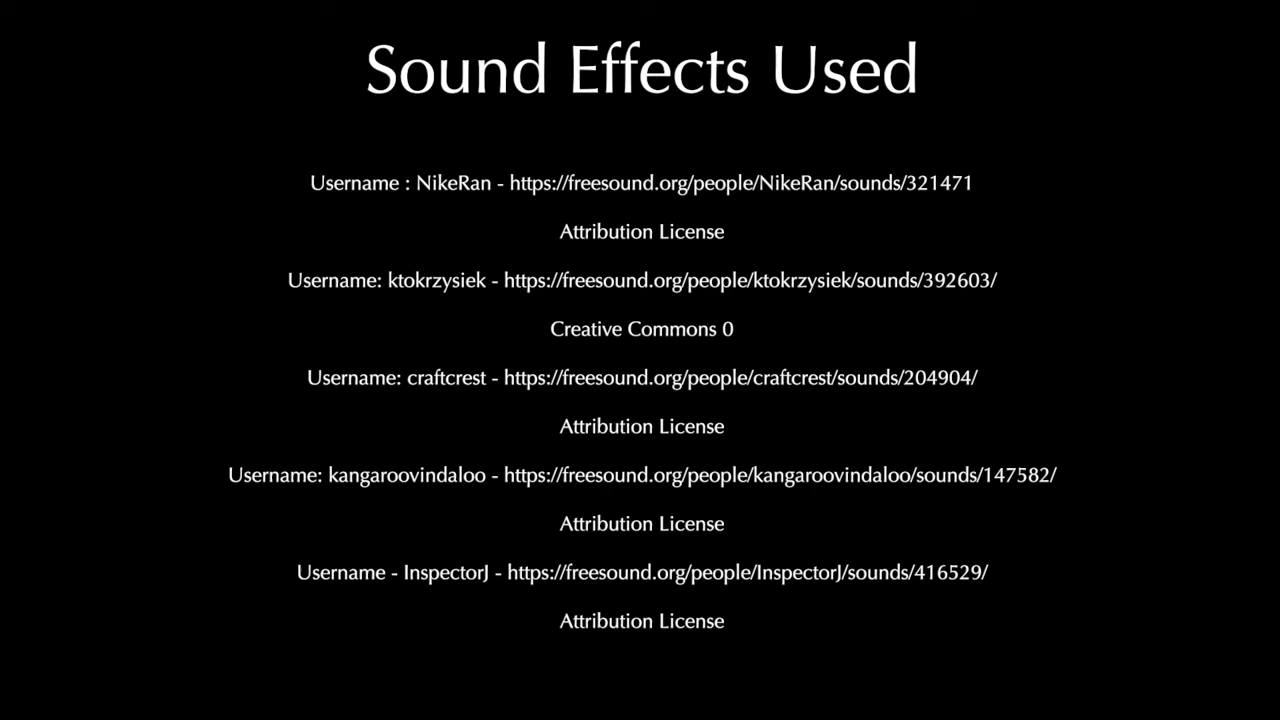 Sound Effects Used
Username : NikeRan - https://freesound.org/people/NikeRan/sounds/321471
Attribution License
Username: ktokrzysiek - https://freesound.org/people/ktokrzysiek/sounds/392603/
Creative Commons 0
Username: craftcrest - https://freesound.org/people/craftcrest/sounds/204904/
Attribution License
Username: kangaroovindaloo - https://freesound.org/people/kangaroovindaloo/sounds/147582/
Attribution License
Username - InspectorJ - https://freesound.org/people/InspectorJ/sounds/416529/
Attribution License